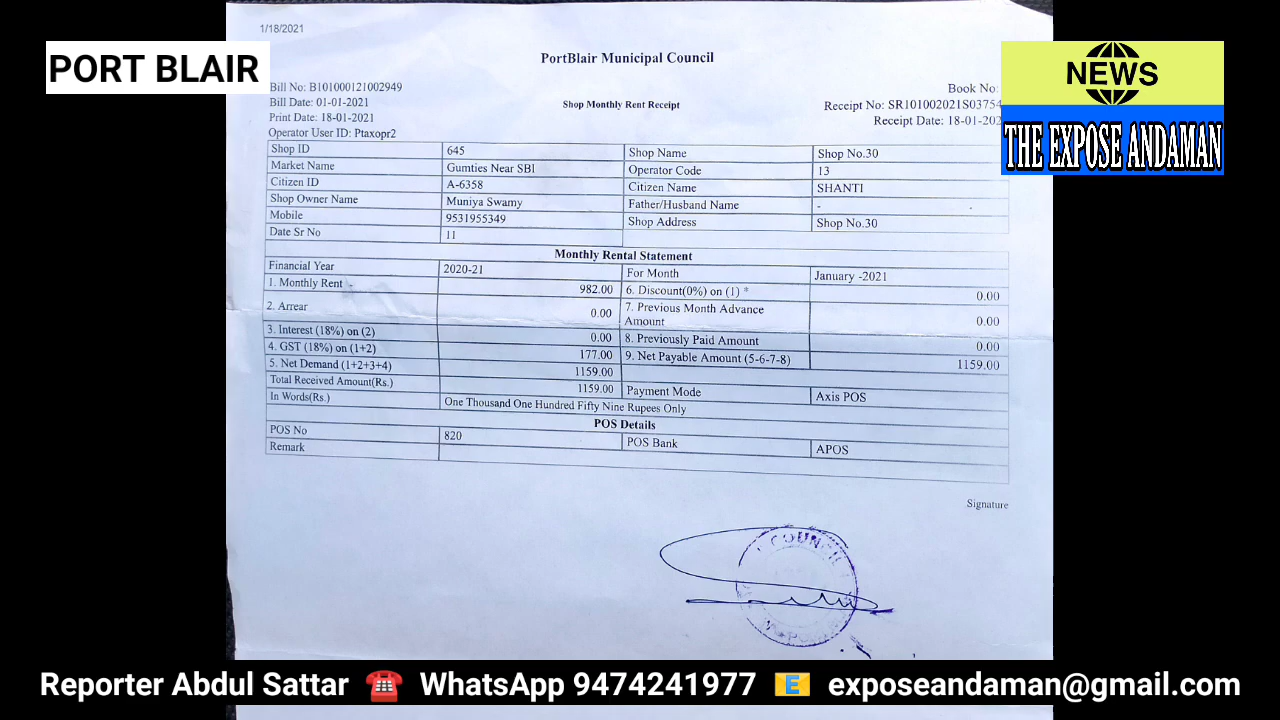 1/18/2021
PORT BLAIR
NEWS
THE EXPOSE ANDAMAN
PortBlair Municipal Council
Bill No: B101000121002949
Bill Date: 01-01-2021
Print Date: 18-01-2021
Operator User ID: Ptaxopr2
Shop Monthly Rent Receipt
Book No:
Receipt No: SR101002021S03754
Receipt Date: 18-01-202
Shop ID 645 Shop Name Shop No.30
Market Name Gumties Near SBI Operator Code 13
Citizen ID A-6358 Citizen Name SHANTI
Shop Owner Name Muniya Swamy Father/Husband Name -
Mobile 9531955349 Shop Address Shop No.30
Date Sr No 11
Monthly Rental Statement
Financial Year 2020-21 For Month January -2021
1. Monthly Rent - 982.00 6. Discount(0%) on (1) * 0.00
2. Arrear 0.00 7. Previous Month Advance
Amount 0.00
3. Interest (18%) on (2) 0.00 8. Previously Paid Amount 0.00
4. GST (18%) on (1+2) 177.00 9. Net Payable Amount (5-6-7-8) 1159.00
5. Net Demand (1+2+3+4) 1159.00
Total Received Amount(Rs.) 1159.00 Payment Mode Axis POS
In Words(Rs.) One Thousand One Hundred Fifty Nine Rupees Only
POS Details
POS No 820 POS Bank APOS
Remark
Signature
COUNCIL
Reporter Abdul Sattar ☎️ WhatsApp 9474241977 📧 exposeandaman@gmail.com